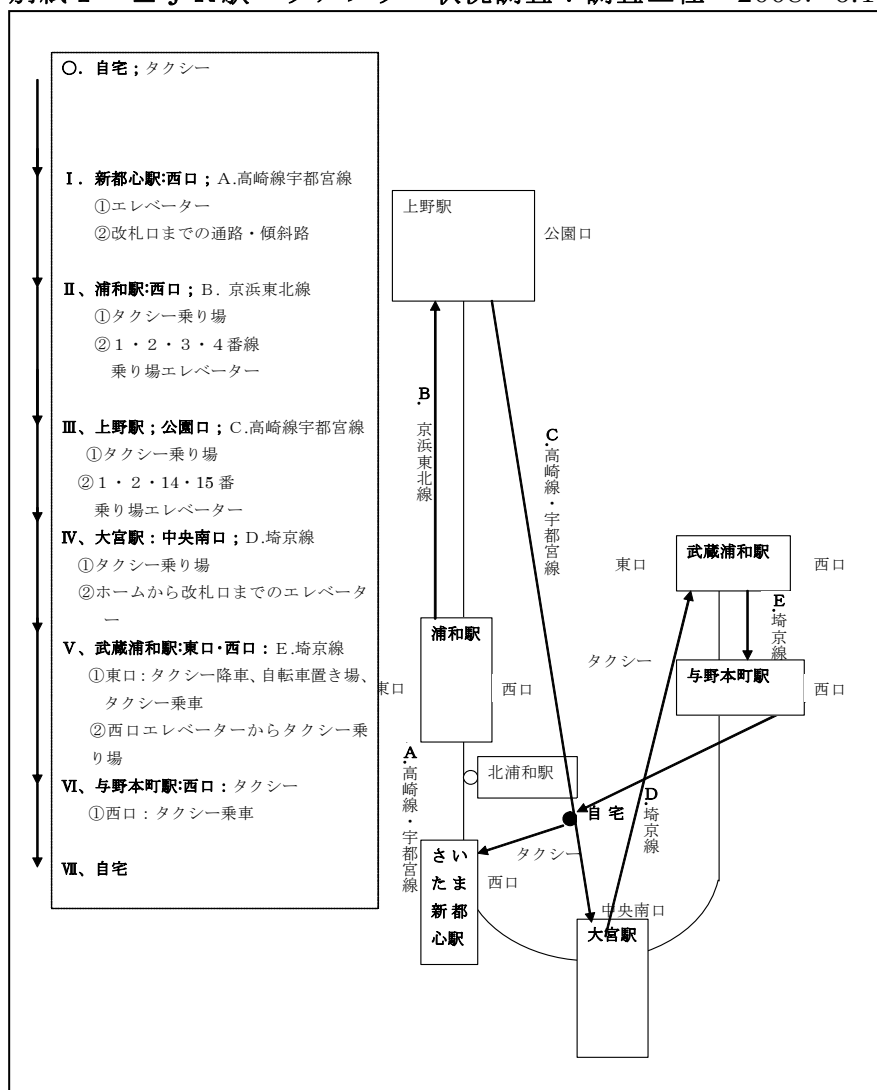 〇．自宅；タクシー
Ⅰ．新都心駅:西口；A.高崎線宇都宮線
①エレベーター
②改札口までの通路・傾斜路
Ⅱ、浦和駅:西口；B．京浜東北線
①タクシー乗り場
②1・2・3・4番線
乗り場エレベーター
Ⅲ、上野駅；公園口；C.高崎線宇都宮線
①タクシー乗り場
②1・2・14・15番
乗り場エレベーター
Ⅳ、大宮駅：中央南口；D.埼京線
①タクシー乗り場
②ホームから改札口までのエレベータ
ー
Ⅴ、武蔵浦和駅:東口・西口：E.埼京線
①東口：タクシー降車、自転車置き場、
タクシー乗車
②西口エレベーターからタクシー乗
り場
Ⅵ、与野本町駅:西口：タクシー
①西口：タクシー乗車
Ⅶ、自宅
上野駅
公園口
B．京浜東北線
C．高崎線・宇都宮線
東口
武蔵浦和駅
西口
E．埼京線
タクシー
与野本町駅
西口
東口
浦和駅
西口
A．高崎線・宇都宮線
北浦和駅
自宅
D．埼京線
タクシー
さい
たま
新都
心駅
西口
中央南口
大宮駅